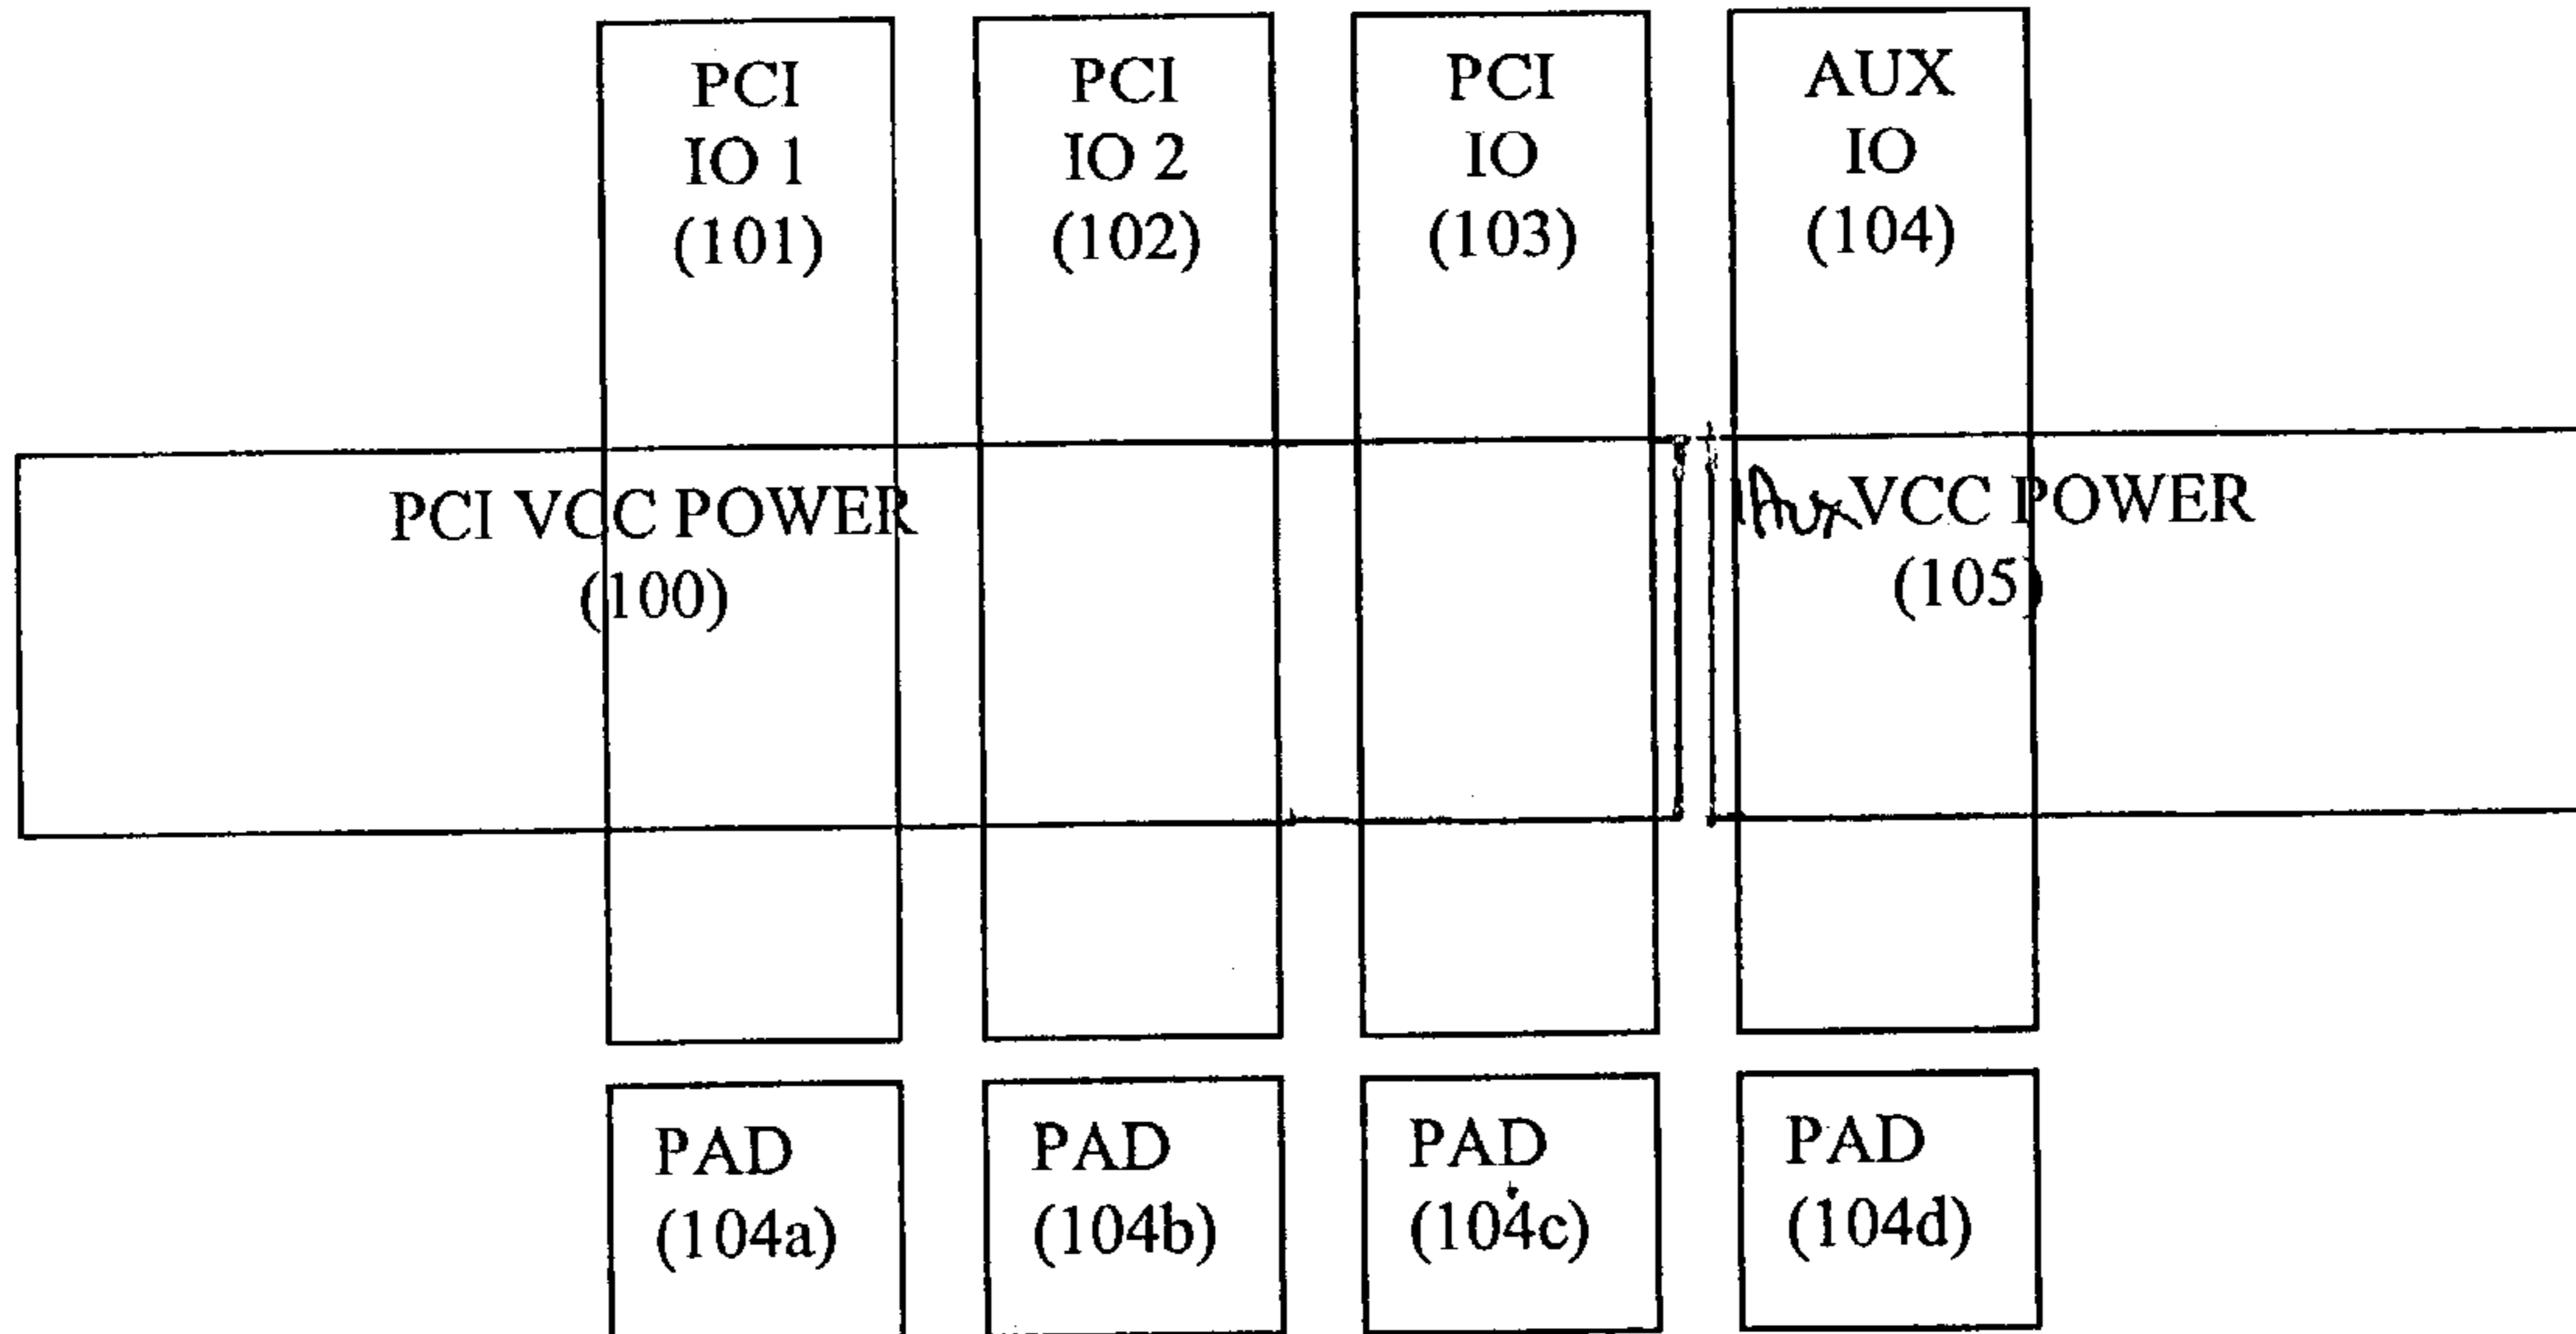 PCI
IO 1
(101)
PCI
IO 2
(102)
PCI
IO
(103)
AUX
IO
(104)
PCI VCC POWER
(100)
Aux VCC POWER
(105)
PAD
(104a)
PAD
(104b)
PAD
(104c)
PAD
(104d)